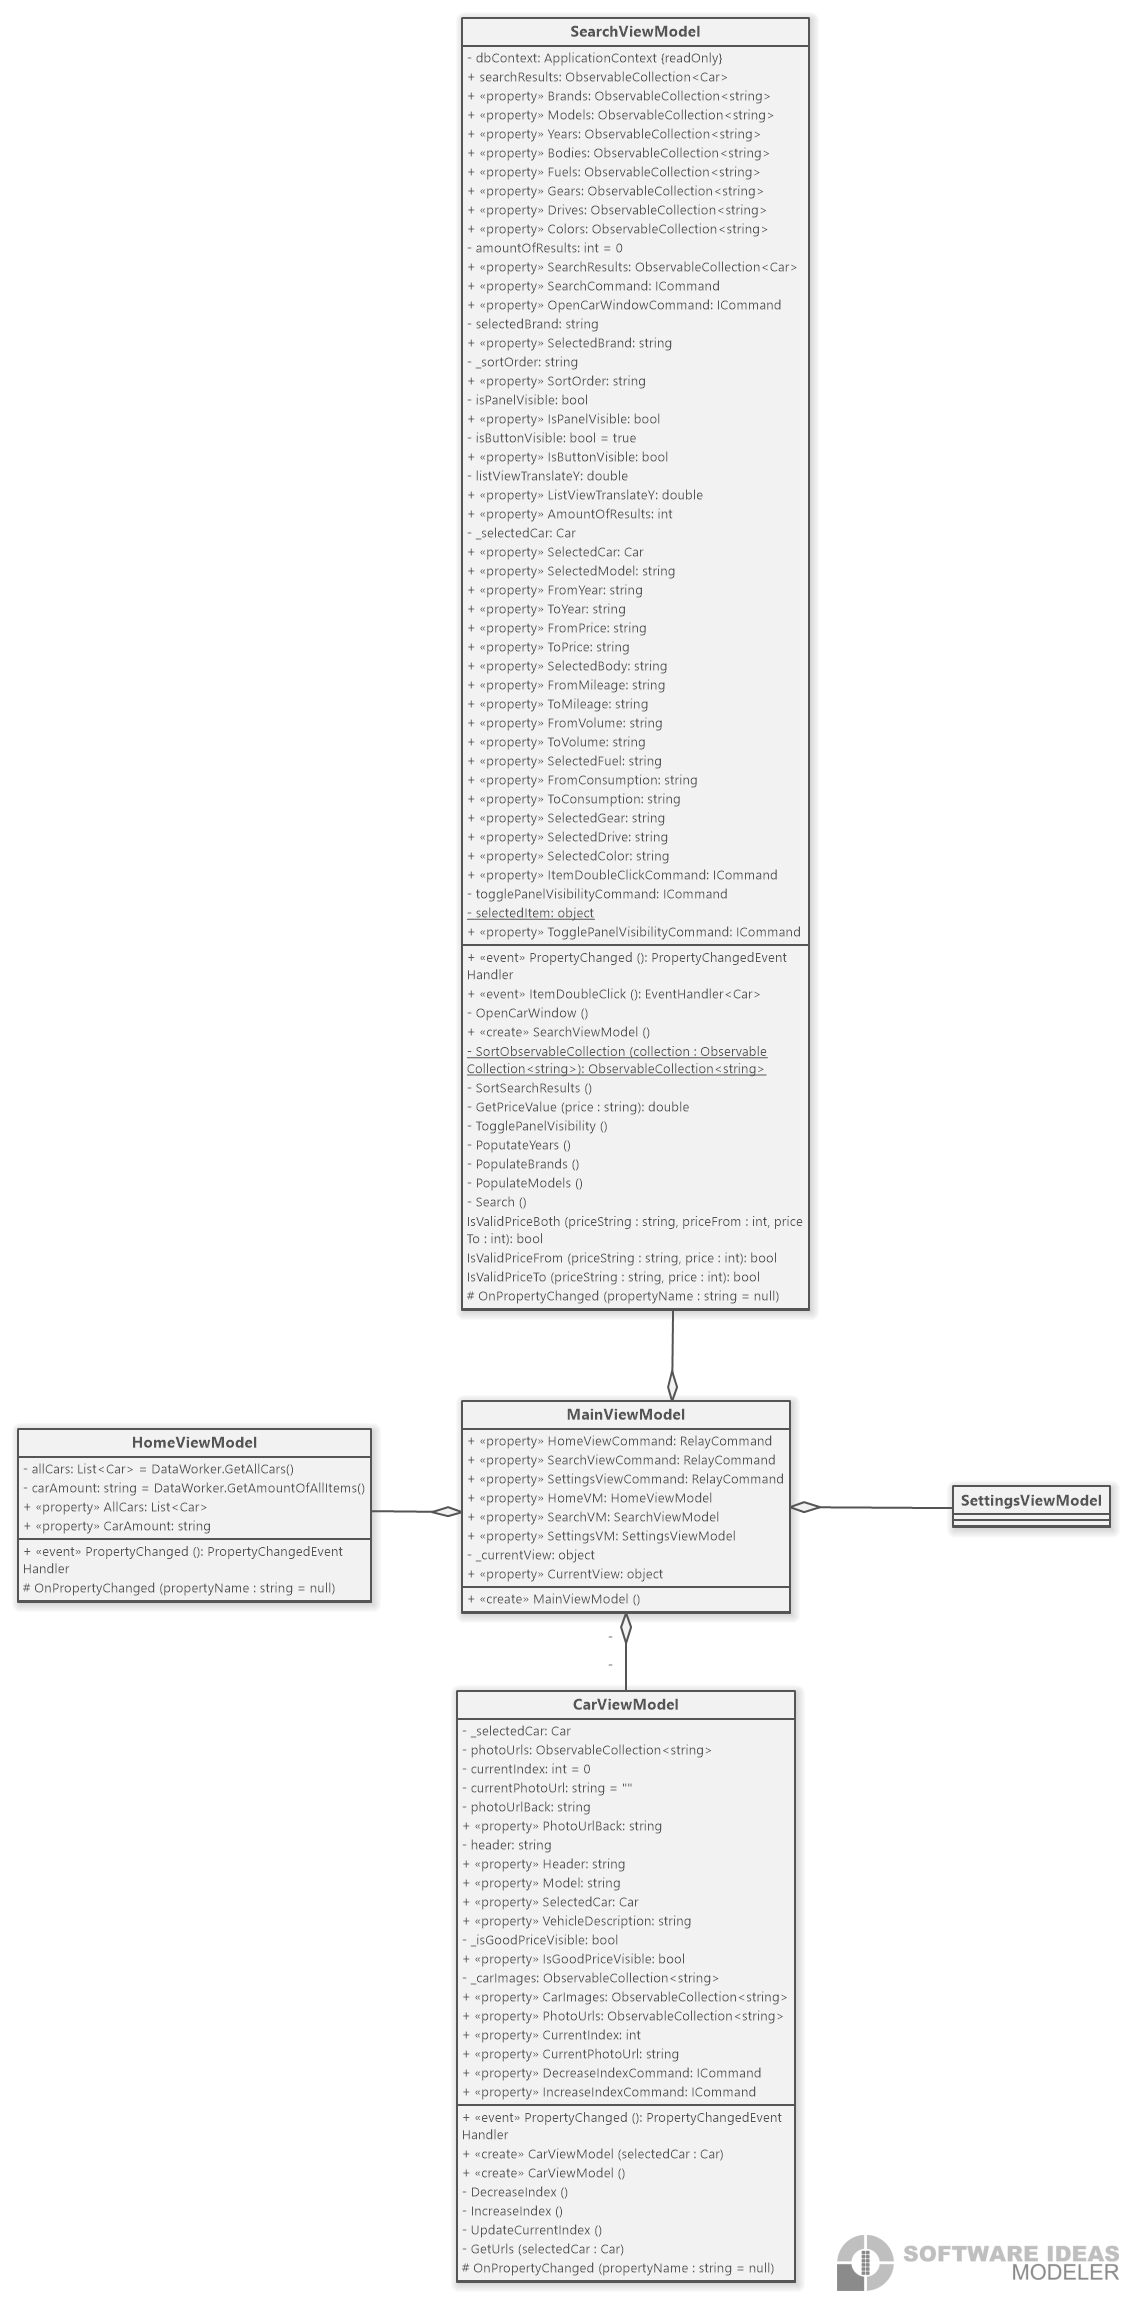 SearchViewModel
- dbContext: ApplicationContext {readOnly}
+ searchResults: ObservableCollection<Car>
+ «property» Brands: ObservableCollection<string>
+ «property» Models: ObservableCollection<string>
+ «property» Years: ObservableCollection<string>
+ «property» Bodies: ObservableCollection<string>
+ «property» Fuels: ObservableCollection<string>
+ «property» Gears: ObservableCollection<string>
+ «property» Drives: ObservableCollection<string>
+ «property» Colors: ObservableCollection<string>
- amountOfResults: int = 0
+ «property» SearchResults: ObservableCollection<Car>
+ «property» SearchCommand: ICommand
+ «property» OpenCarWindowCommand: ICommand
- selectedBrand: string
+ «property» SelectedBrand: string
- _sortOrder: string
+ «property» SortOrder: string
- isPanelVisible: bool
+ «property» IsPanelVisible: bool
- isButtonVisible: bool = true
+ «property» IsButtonVisible: bool
- listViewTranslateY: double
+ «property» ListViewTranslateY: double
+ «property» AmountOfResults: int
- _selectedCar: Car
+ «property» SelectedCar: Car
+ «property» SelectedModel: string
+ «property» FromYear: string
+ «property» ToYear: string
+ «property» FromPrice: string
+ «property» ToPrice: string
+ «property» SelectedBody: string
+ «property» FromMileage: string
+ «property» ToMileage: string
+ «property» FromVolume: string
+ «property» ToVolume: string
+ «property» SelectedFuel: string
+ «property» FromConsumption: string
+ «property» ToConsumption: string
+ «property» SelectedGear: string
+ «property» SelectedDrive: string
+ «property» SelectedColor: string
+ «property» ItemDoubleClickCommand: ICommand
- togglePanelVisibilityCommand: ICommand
- selectedItem: object
+ «property» TogglePanelVisibilityCommand: ICommand
+ «event» PropertyChanged (): PropertyChangedEvent
Handler
+ «event» ItemDoubleClick (): EventHandler<Car>
- OpenCarWindow ()
+ «create» SearchViewModel ()
- SortObservableCollection (collection : Observable
Collection<string>): ObservableCollection<string>
- SortSearchResults ()
- GetPriceValue (price : string): double
- TogglePanelVisibility ()
- PoputateYears ()
- PopulateBrands ()
- PopulateModels ()
- Search ()
IsValidPriceBoth (priceString : string, priceFrom : int, price
To : int): bool
IsValidPriceFrom (priceString : string, price : int): bool
IsValidPriceTo (priceString : string, price : int): bool
# OnPropertyChanged (propertyName : string = null)
HomeViewModel
- allCars: List<Car> = DataWorker.GetAllCars()
- carAmount: string = DataWorker.GetAmountOfAllItems()
+ «property» AllCars: List<Car>
+ «property» CarAmount: string
+ «event» PropertyChanged (): PropertyChangedEvent
Handler
# OnPropertyChanged (propertyName : string = null)
MainViewModel
+ «property» HomeViewCommand: RelayCommand
+ «property» SearchViewCommand: RelayCommand
+ «property» SettingsViewCommand: RelayCommand
+ «property» HomeVM: HomeViewModel
+ «property» SearchVM: SearchViewModel
+ «property» SettingsVM: SettingsViewModel
- _currentView: object
+ «property» CurrentView: object
+ «create» MainViewModel ()
SettingsViewModel
-
-
CarViewModel
- _selectedCar: Car
- photoUrls: ObservableCollection<string>
- currentIndex: int = 0
- currentPhotoUrl: string = ""
- photoUrlBack: string
+ «property» PhotoUrlBack: string
- header: string
+ «property» Header: string
+ «property» Model: string
+ «property» SelectedCar: Car
+ «property» VehicleDescription: string
- _isGoodPriceVisible: bool
+ «property» IsGoodPriceVisible: bool
- _carImages: ObservableCollection<string>
+ «property» CarImages: ObservableCollection<string>
+ «property» PhotoUrls: ObservableCollection<string>
+ «property» CurrentIndex: int
+ «property» CurrentPhotoUrl: string
+ «property» DecreaseIndexCommand: ICommand
+ «property» IncreaseIndexCommand: ICommand
+ «event» PropertyChanged (): PropertyChangedEvent
Handler
+ «create» CarViewModel (selectedCar : Car)
+ «create» CarViewModel ()
- DecreaseIndex ()
- IncreaseIndex ()
- UpdateCurrentIndex ()
- GetUrls (selectedCar : Car)
# OnPropertyChanged (propertyName : string = null)
SOFTWARE IDEAS
MODELER